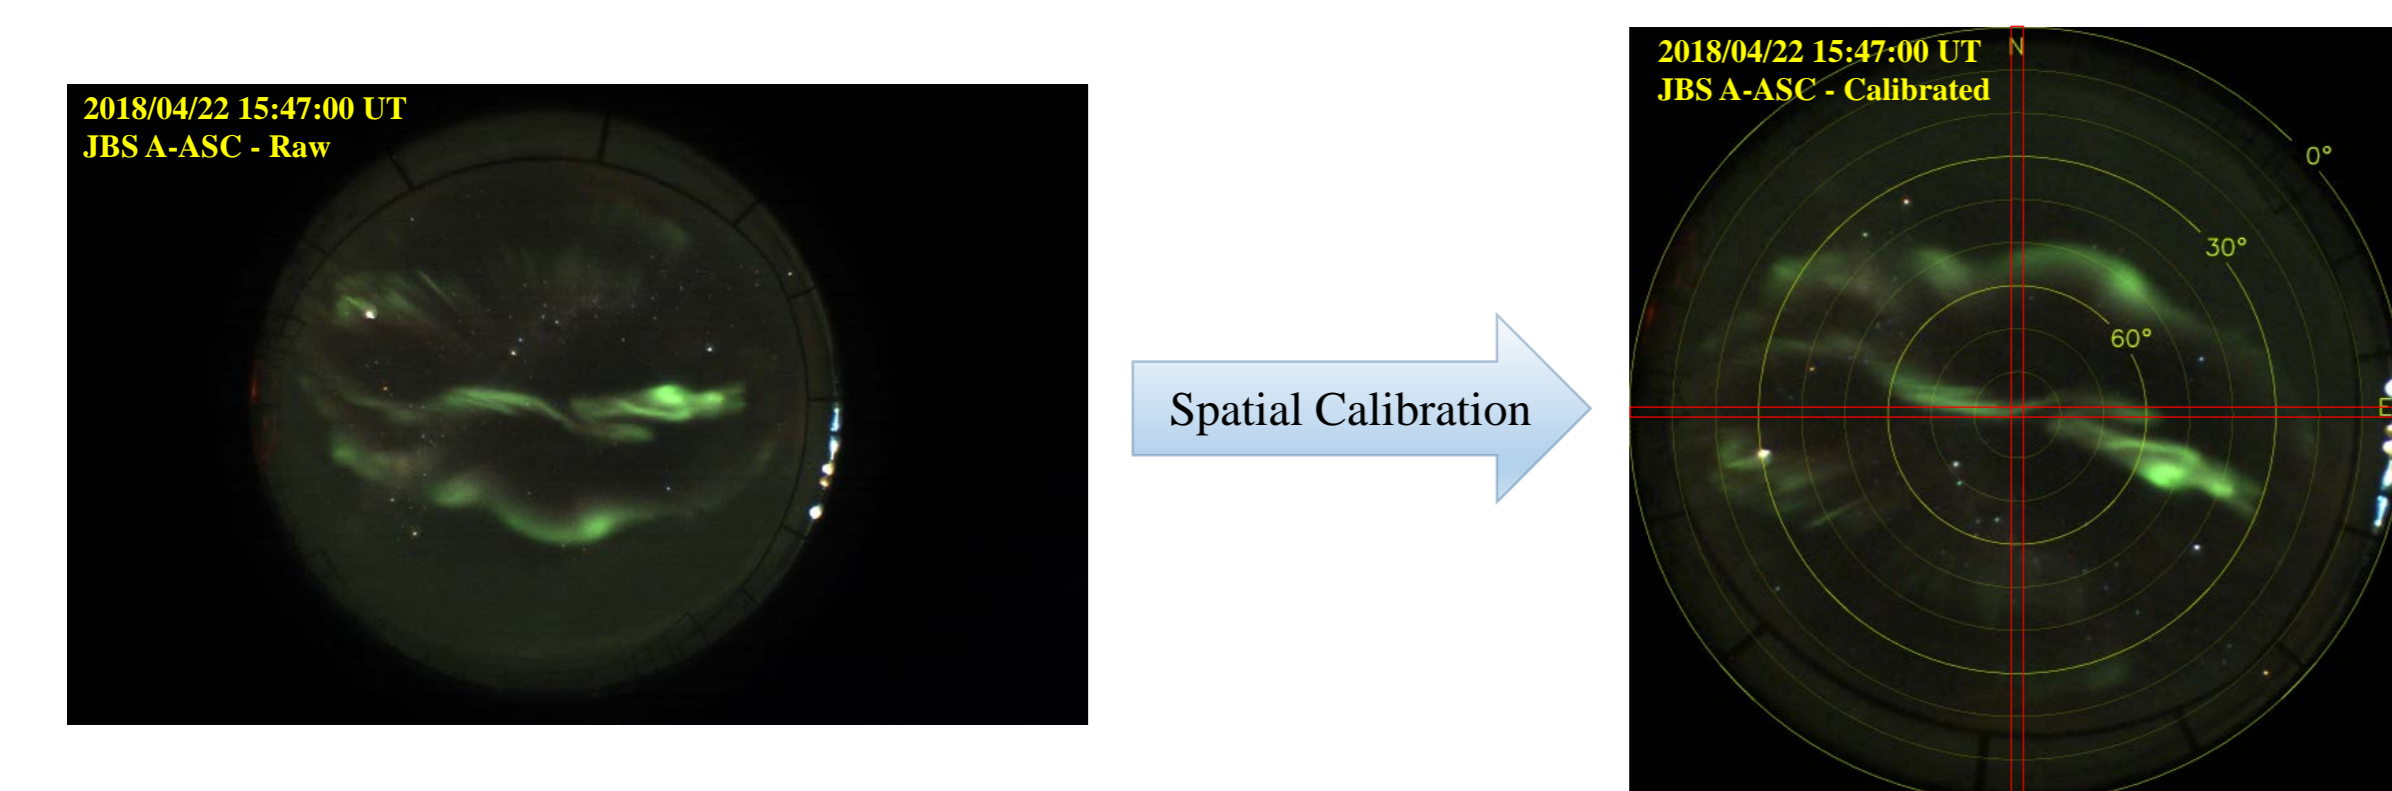 2018/04/22 15:47:00 UT
JBS A-ASC - Raw
Spatial Calibration
2018/04/22 15:47:00 UT
JBS A-ASC - Calibrated
N
0°
30°
60°
E